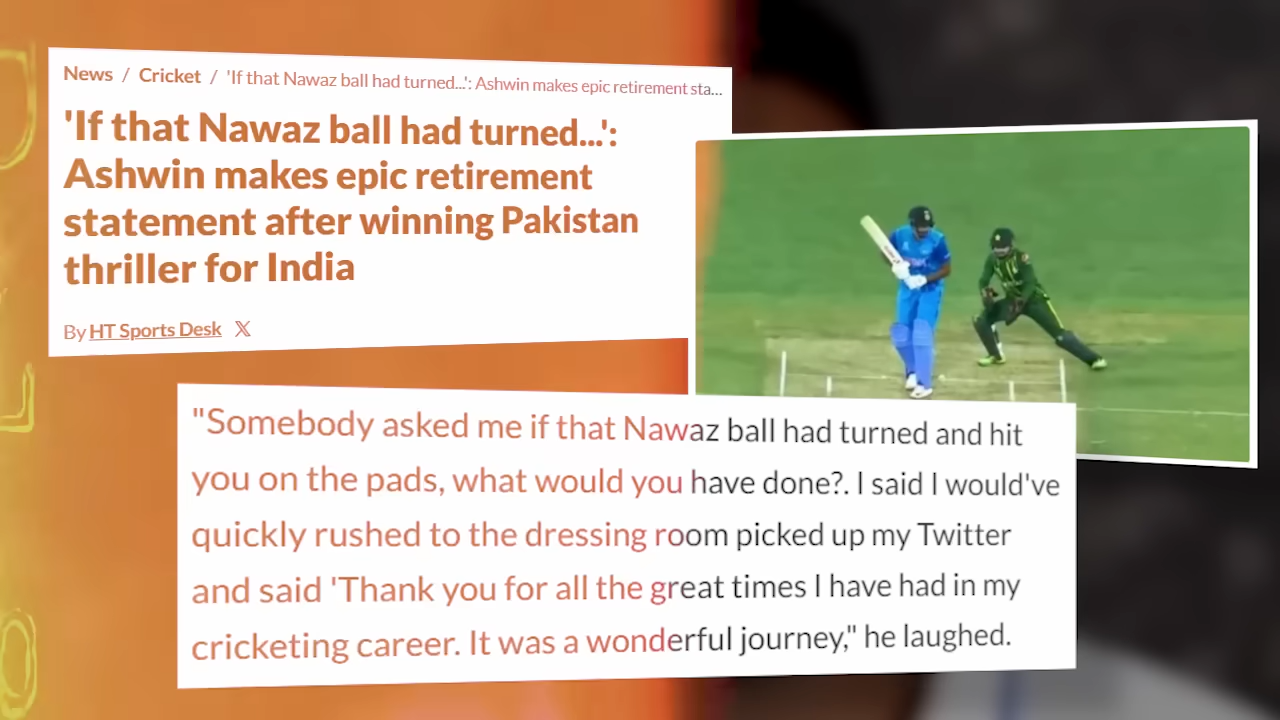 News / Cricket / 'If that Nawaz ball had turned...': Ashwin makes epic retirement sta...
'If that Nawaz ball had turned...':
Ashwin makes epic retirement
statement after winning Pakistan
thriller for India
By HT Sports Desk X
"Somebody asked me if that Nawaz ball had turned and hit
you on the pads, what would you have done?. I said I would've
quickly rushed to the dressing room picked up my Twitter
and said 'Thank you for all the great times I have had in my
cricketing career. It was a wonderful journey," he laughed.